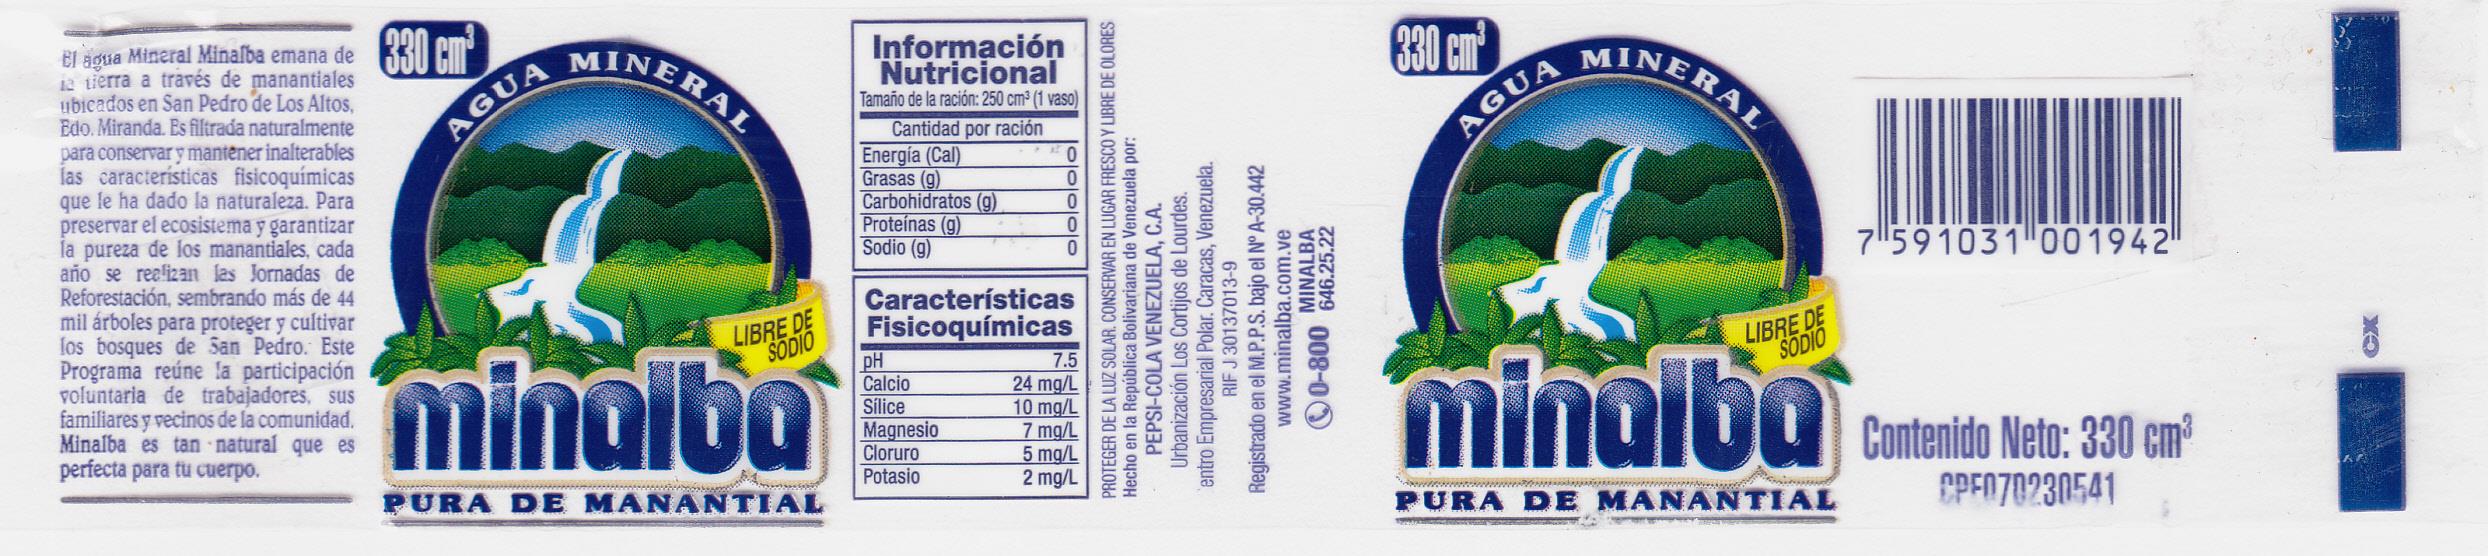 El agua Mineral Minalba emana de
la tierra a través de manantiales
ubicados en San Pedro de Los Altos,
Edo. Miranda. Es filtrada naturalmente
para conservar y mantener inalterables
las características fisicoquímicas
que le ha dado la naturaleza. Para
preservar el ecosistema y garantizar
la pureza de los manantiales, cada
año se realizan las Jornadas de
Reforestación, sembrando más de 44
mil árboles para proteger y cultivar
los bosques de San Pedro. Este
Programa reúne la participación
voluntaria de trabajadores, sus
familiares y vecinos de la comunidad.
Minalba es tan natural que es
perfecta para tu cuerpo.
330 cm³
AGUA MINERAL
LIBRE DE
SODIO
minalba
PURA DE MANANTIAL
Información
Nutricional
Tamaño de la ración: 250 cm³ (1 vaso)
Cantidad por ración
Energía (Cal) 0
Grasas (g) 0
Carbohidratos (g) 0
Proteínas (g) 0
Sodio (g) 0
Características
Fisicoquímicas
pH 7.5
Calcio 24 mg/L
Sílice 10 mg/L
Magnesio 7 mg/L
Cloruro 5 mg/L
Potasio 2 mg/L
PROTEGER DE LA LUZ SOLAR. CONSERVAR EN LUGAR FRESCO Y LIBRE DE OLORES
Hecho en la República Bolivariana de Venezuela por:
PEPSI-COLA VENEZUELA, C.A.
Urbanización Los Cortijos de Lourdes.
entro Empresarial Polar. Caracas, Venezuela.
RIF J 30137013-9
Registrado en el M.P.P.S. bajo el Nº A-30.442
www.minalba.com.ve
0-800 MINALBA
646.25.22
330 cm³
AGUA MINERAL
LIBRE DE
SODIO
minalba
PURA DE MANANTIAL
7 591031 001942
Contenido Neto: 330 cm³
CPE070230541
CX